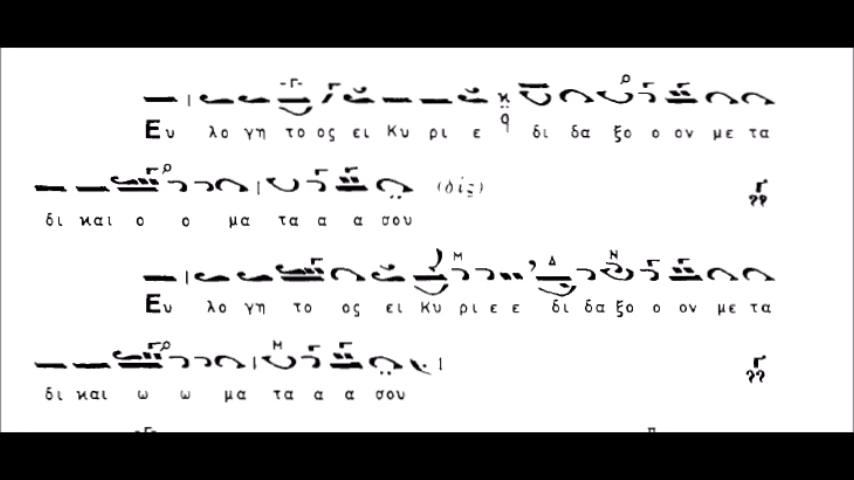 Ευ λο γη το ος ει Κυ ρι ε δι δα ξο ο ον με τα
δι και ο ο μα τα α α σου (δίς)
Ευ λο γη το ος ει Κυ ρι ε ε δι δα ξο ο ον με τα
δι και ω ω μα τα α α σου